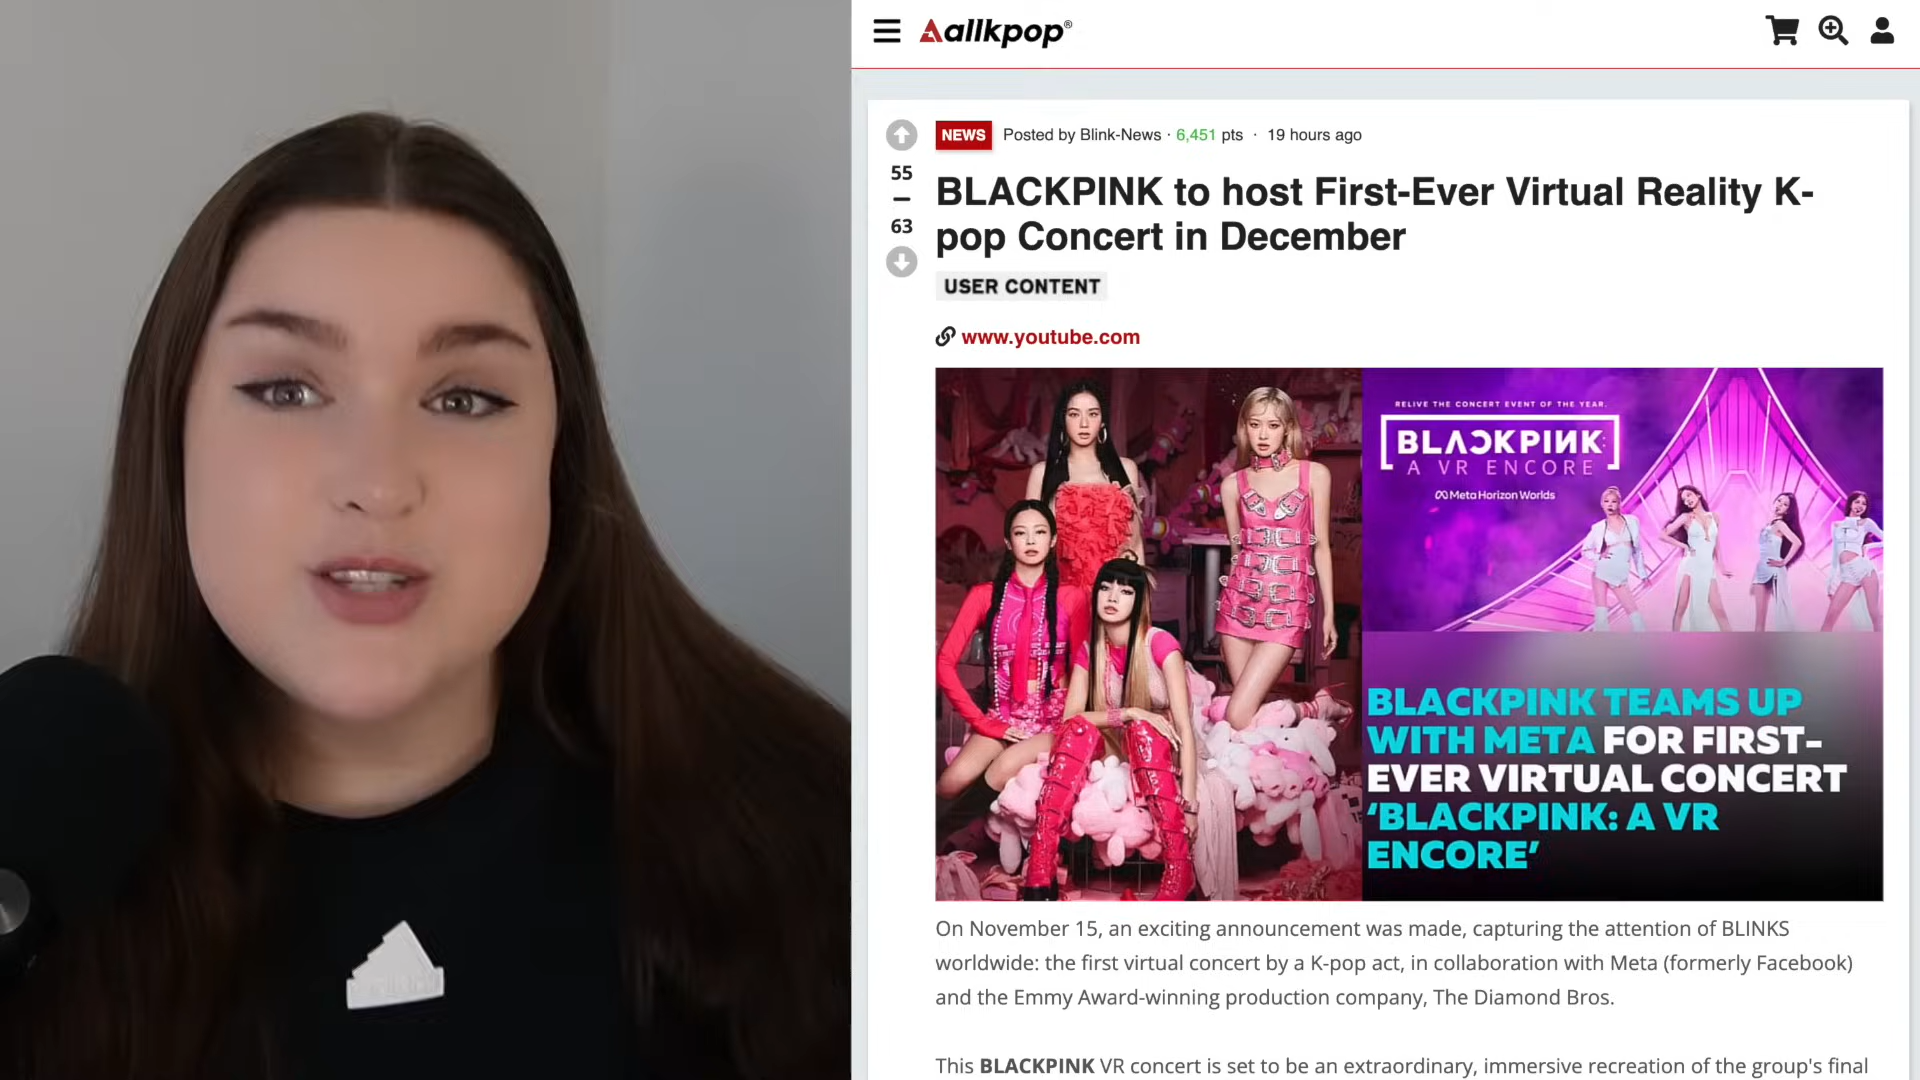 allkpop®
NEWS Posted by Blink-News · 6,451 pts · 19 hours ago
55
63
BLACKPINK to host First-Ever Virtual Reality K-
pop Concert in December
USER CONTENT
www.youtube.com
RELIVE THE CONCERT EVENT OF THE YEAR.
BLACKPINK
A VR ENCORE
Meta Horizon Worlds
BLACKPINK TEAMS UP
WITH META FOR FIRST-
EVER VIRTUAL CONCERT
‘BLACKPINK: A VR
ENCORE’
On November 15, an exciting announcement was made, capturing the attention of BLINKS
worldwide: the first virtual concert by a K-pop act, in collaboration with Meta (formerly Facebook)
and the Emmy Award-winning production company, The Diamond Bros.
This BLACKPINK VR concert is set to be an extraordinary, immersive recreation of the group's final